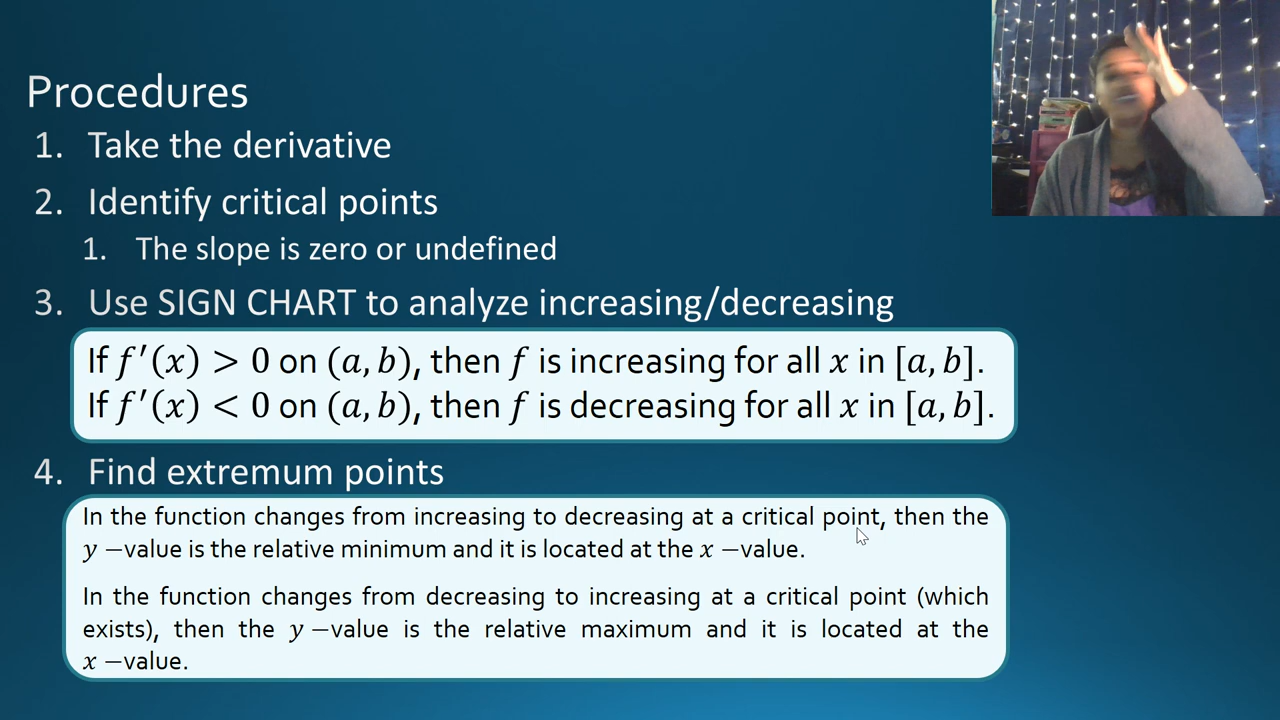 Procedures
1. Take the derivative
2. Identify critical points
1. The slope is zero or undefined
3. Use SIGN CHART to analyze increasing/decreasing
If f′(x) > 0 on (a, b), then f is increasing for all x in [a, b].
If f′(x) < 0 on (a, b), then f is decreasing for all x in [a, b].
4. Find extremum points
In the function changes from increasing to decreasing at a critical point, then the
y −value is the relative minimum and it is located at the x −value.
In the function changes from decreasing to increasing at a critical point (which
exists), then the y −value is the relative maximum and it is located at the
x −value.